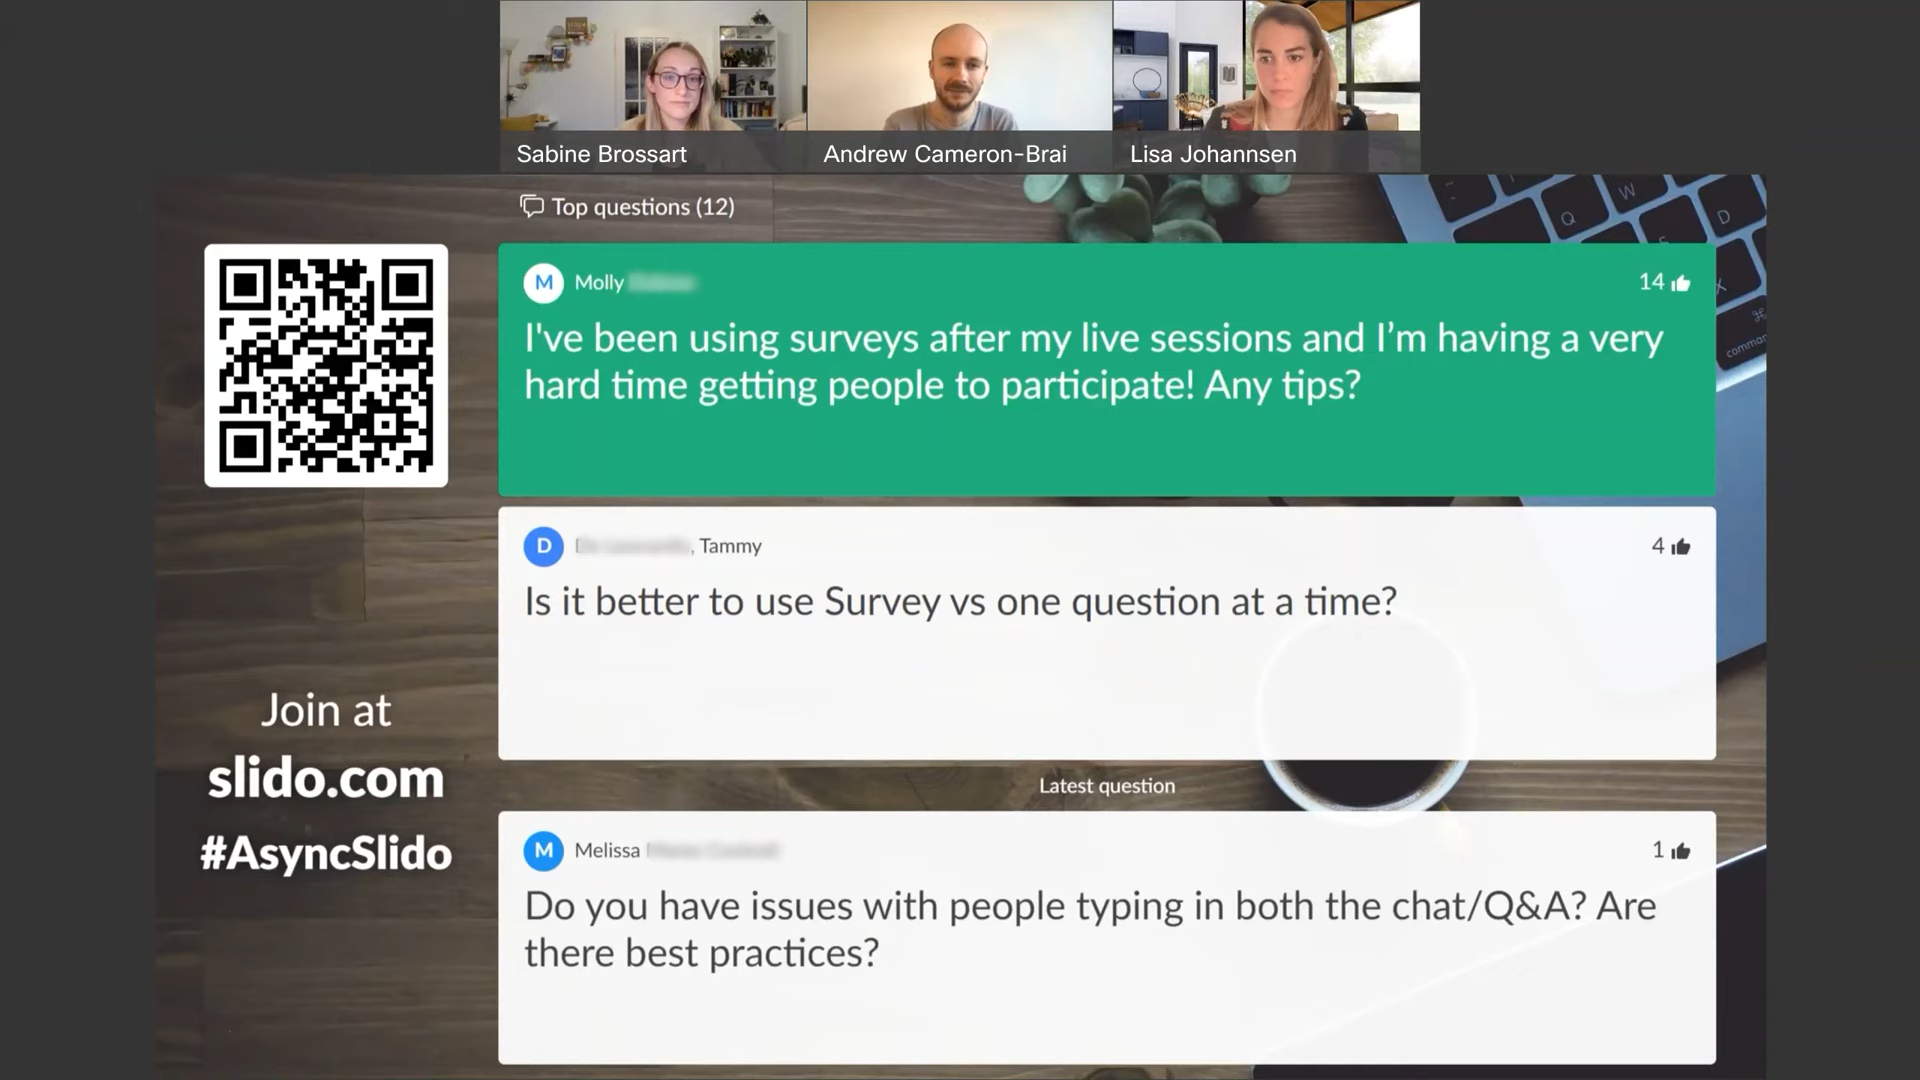 Sabine Brossart
Andrew Cameron-Brai
Lisa Johannsen
Top questions (12)
M Molly
14
I've been using surveys after my live sessions and I’m having a very
hard time getting people to participate! Any tips?
D , Tammy
4
Is it better to use Survey vs one question at a time?
Latest question
M Melissa
1
Do you have issues with people typing in both the chat/Q&A? Are
there best practices?
Join at
slido.com
#AsyncSlido
Q
W
D
X
comman